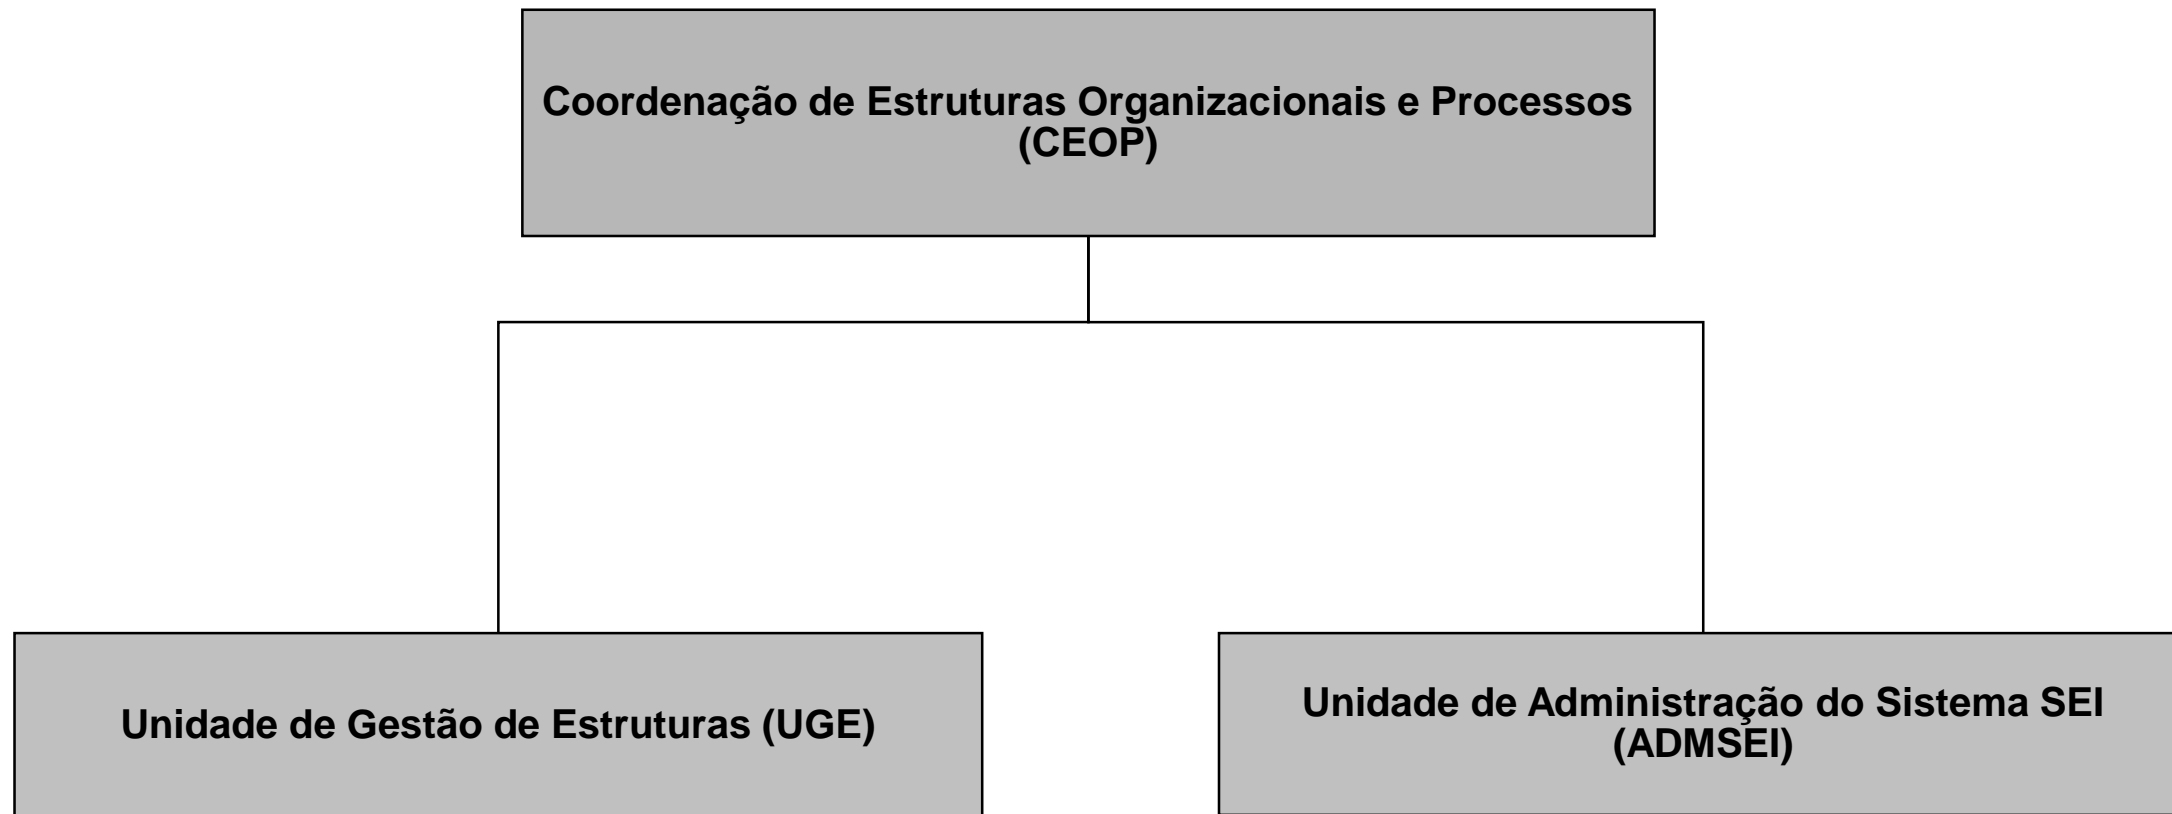 Coordenação de Estruturas Organizacionais e Processos
(CEOP)
Unidade de Gestão de Estruturas (UGE)
Unidade de Administração do Sistema SEI
(ADMSEI)